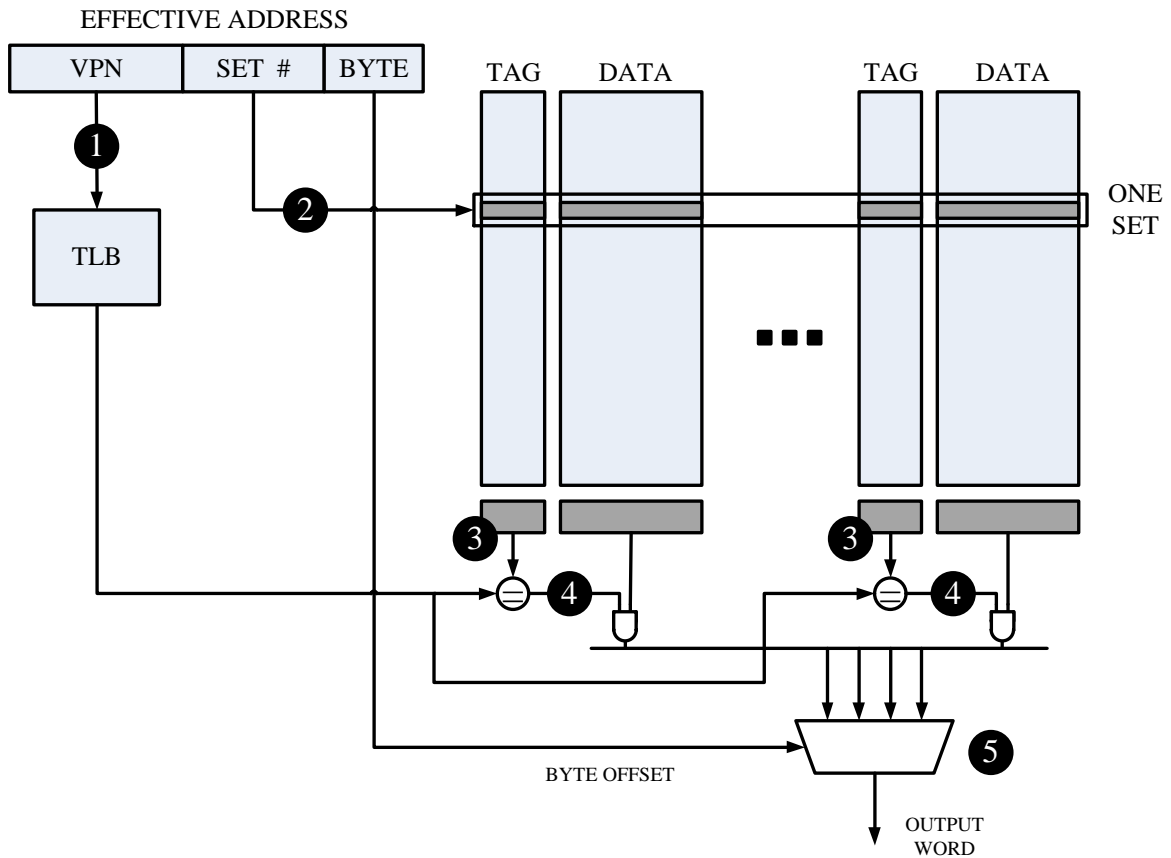 EFFECTIVE ADDRESS
VPN SET # BYTE
TAG DATA TAG DATA
1
2
ONE
SET
TLB
3 3
4 4
5
BYTE OFFSET
OUTPUT
WORD